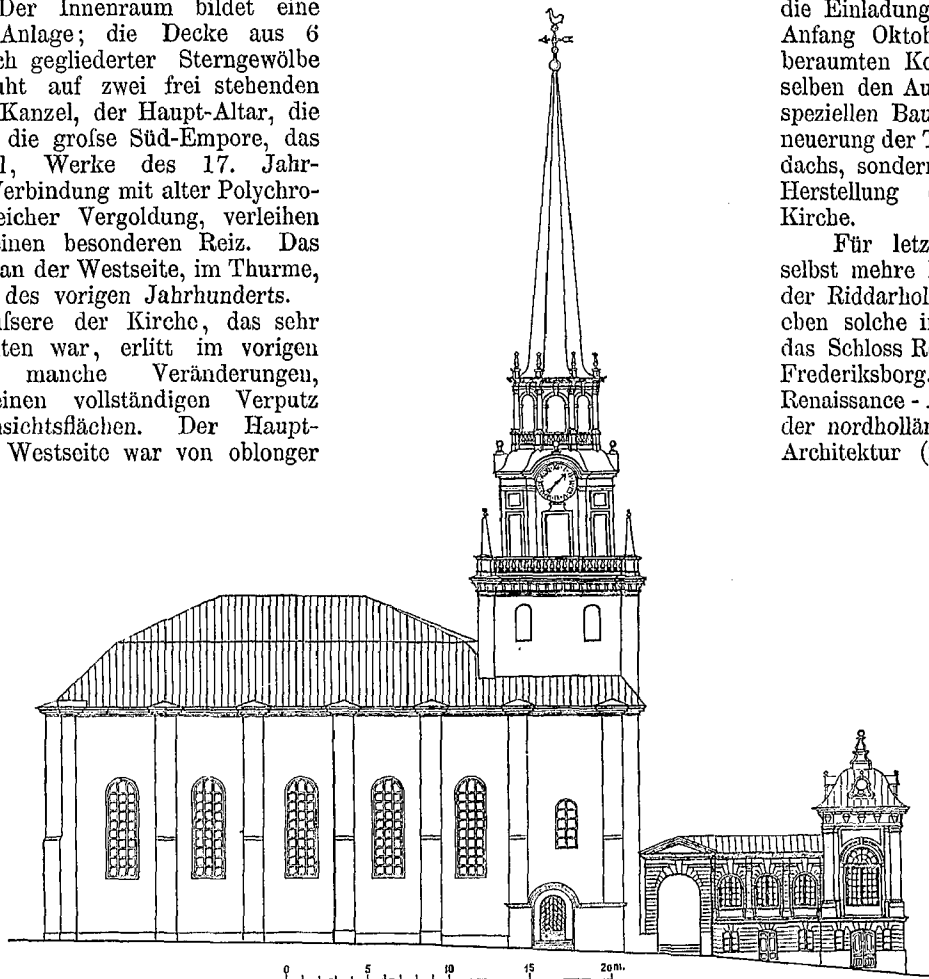 Der Innenraum bildet eine
Anlage; die Decke aus 6
ch gegliederter Sterngewölbe
uht auf zwei frei stehenden
Kanzel, der Haupt-Altar, die
die grofse Süd-Empore, das
l, Werke des 17. Jahr-
Verbindung mit alter Polychro-
eicher Vergoldung, verleihen
inen besonderen Reiz. Das
an der Westseite, im Thurme,
des vorigen Jahrhunderts.
ufsere der Kirche, das sehr
ten war, erlitt im vorigen
manche Veränderungen,
einen vollständigen Verputz
nsichtsflächen. Der Haupt-
Westseite war von oblonger
die Einladung
Anfang Oktob
beraumten Ko
selben den Au
speziellen Bau
neuerung der T
dachs, sondern
Herstellung
Kirche.
Für letz
selbst mehre
der Riddarhol
eben solche i
das Schloss R
Frederiksborg.
Renaissance -
der nordhollän
Architektur (
0 5 10 15 20m.